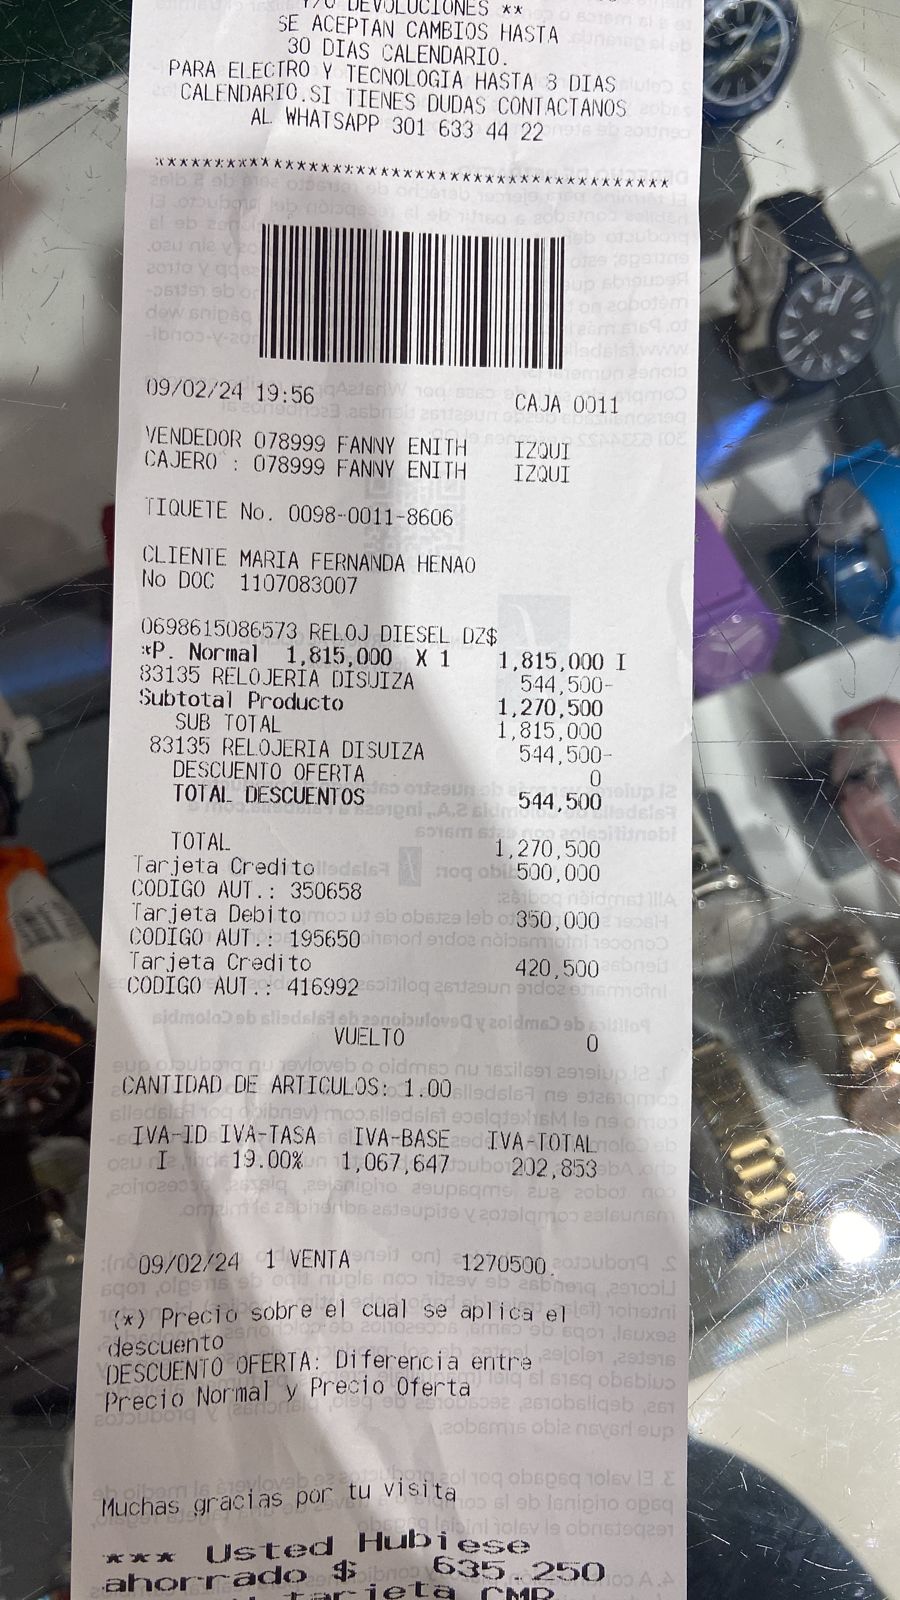 Y/O DEVOLUCIONES **
SE ACEPTAN CAMBIOS HASTA
30 DIAS CALENDARIO.
PARA ELECTRO Y TECNOLOGIA HASTA 8 DIAS
CALENDARIO.SI TIENES DUDAS CONTACTANOS
AL WHATSAPP 301 633 44 22
******************************************
09/02/24 19:56 CAJA 0011
VENDEDOR 078999 FANNY ENITH IZQUI
CAJERO : 078999 FANNY ENITH IZQUI
TIQUETE No. 0098-0011-8606
CLIENTE MARIA FERNANDA HENAO
No DOC 1107083007
0698615086573 RELOJ DIESEL DZ$
*P. Normal 1,815,000 X 1 1,815,000 I
83135 RELOJERIA DISUIZA 544,500-
Subtotal Producto 1,270,500
SUB TOTAL 1,815,000
83135 RELOJERIA DISUIZA 544,500-
DESCUENTO OFERTA 0
TOTAL DESCUENTOS 544,500
TOTAL 1,270,500
Tarjeta Credito 500,000
CODIGO AUT.: 350658
Tarjeta Debito 350,000
CODIGO AUT.: 195650
Tarjeta Credito 420,500
CODIGO AUT.: 416992
VUELTO 0
CANTIDAD DE ARTICULOS: 1.00
IVA-ID IVA-TASA IVA-BASE IVA-TOTAL
I 19.00% 1,067,647 202,853
09/02/24 1 VENTA 1270500.
(*) Precio sobre el cual se aplica el
descuento
DESCUENTO OFERTA: Diferencia entre
Precio Normal y Precio Oferta
Muchas gracias por tu visita
*** Usted Hubiese
ahorrado $ 635.250
tarjeta CMR